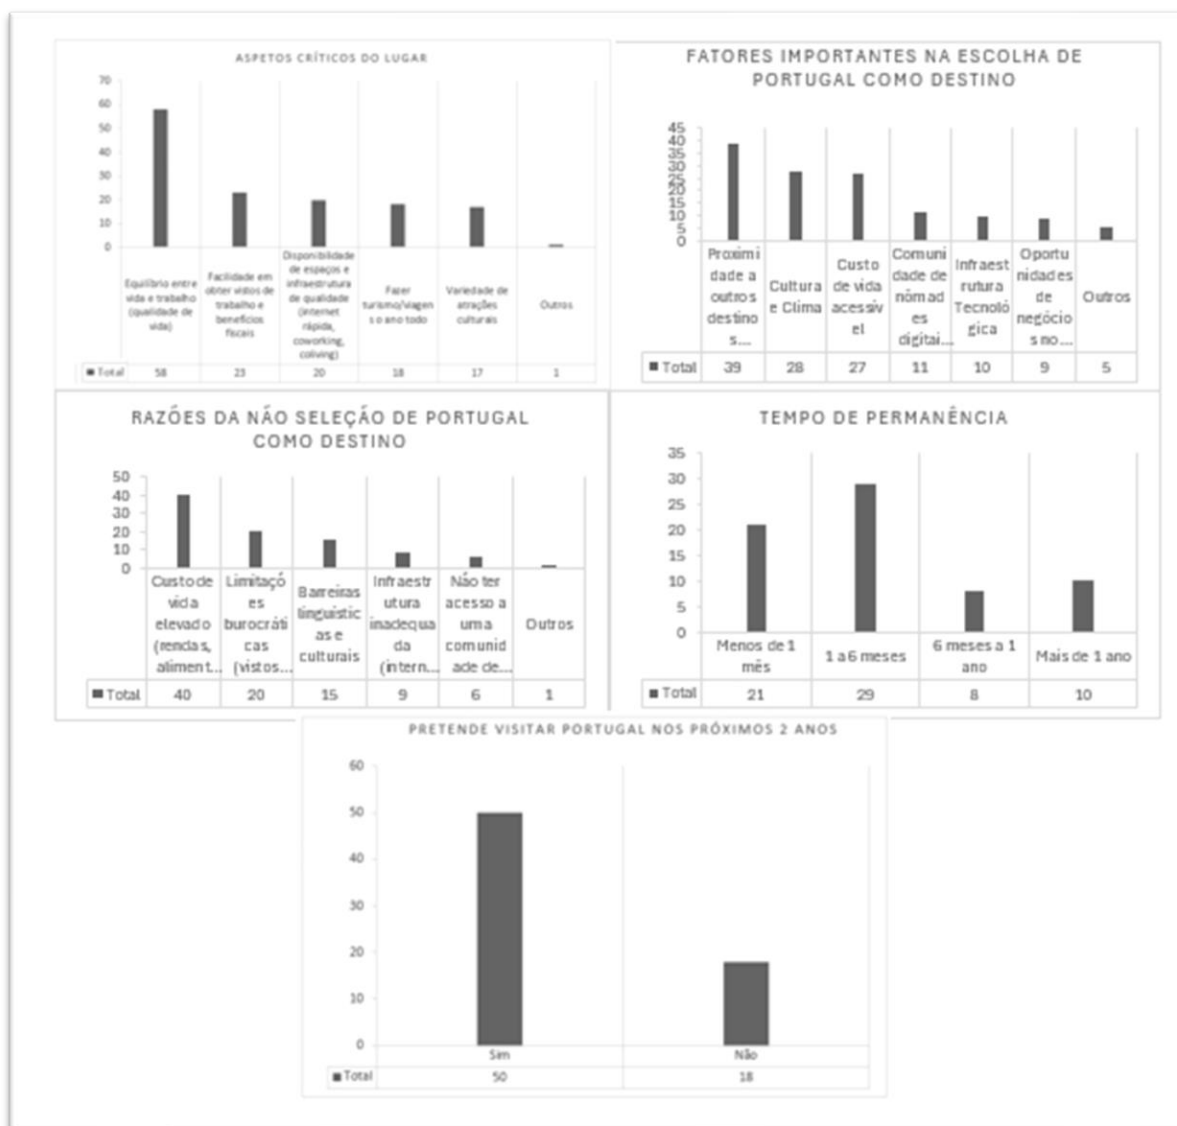 ASPETOS CRÍTICOS DO LUGAR
70
60
50
40
30
20
10
0
Equilíbrio entre
vida e trabalho
(qualidade de
vida)
Facilidade em
obter vistos de
trabalho e
benefícios
fiscais
Disponibilidade
de espaços e
infraestrutura
de qualidade
(internet
rápida,
coworking,
coliving)
Fazer
turismo/viagen
s o ano todo
Variedade de
atrações
culturais
Outros
Total 58 23 20 18 17 1
FATORES IMPORTANTES NA ESCOLHA DE
PORTUGAL COMO DESTINO
45
40
35
30
25
20
15
10
5
0
Proximi
dade a
outros
destino
s...
Cultura
e Clima
Custo
de vida
acessív
el
Comuni
dade de
nómad
es
digitai...
Infraest
rutura
Tecnoló
gica
Oportu
nidades
de
negócio
s no...
Outros
Total 39 28 27 11 10 9 5
RAZÕES DA NÃO SELEÇÃO DE PORTUGAL
COMO DESTINO
50
40
30
20
10
0
Custo de
vida
elevado
(rendas,
aliment...
Limitaçõ
es
burocráti
cas
(vistos...
Barreiras
linguístic
as e
culturais
Infraestr
utura
inadequa
da
(intern...
Não ter
acesso a
uma
comunid
ade de...
Outros
Total 40 20 15 9 6 1
TEMPO DE PERMANÊNCIA
35
30
25
20
15
10
5
0
Menos de 1
mês
1 a 6 meses
6 meses a 1
ano
Mais de 1 ano
Total 21 29 8 10
PRETENDE VISITAR PORTUGAL NOS PRÓXIMOS 2 ANOS
60
50
40
30
20
10
0
Sim
Não
Total 50 18